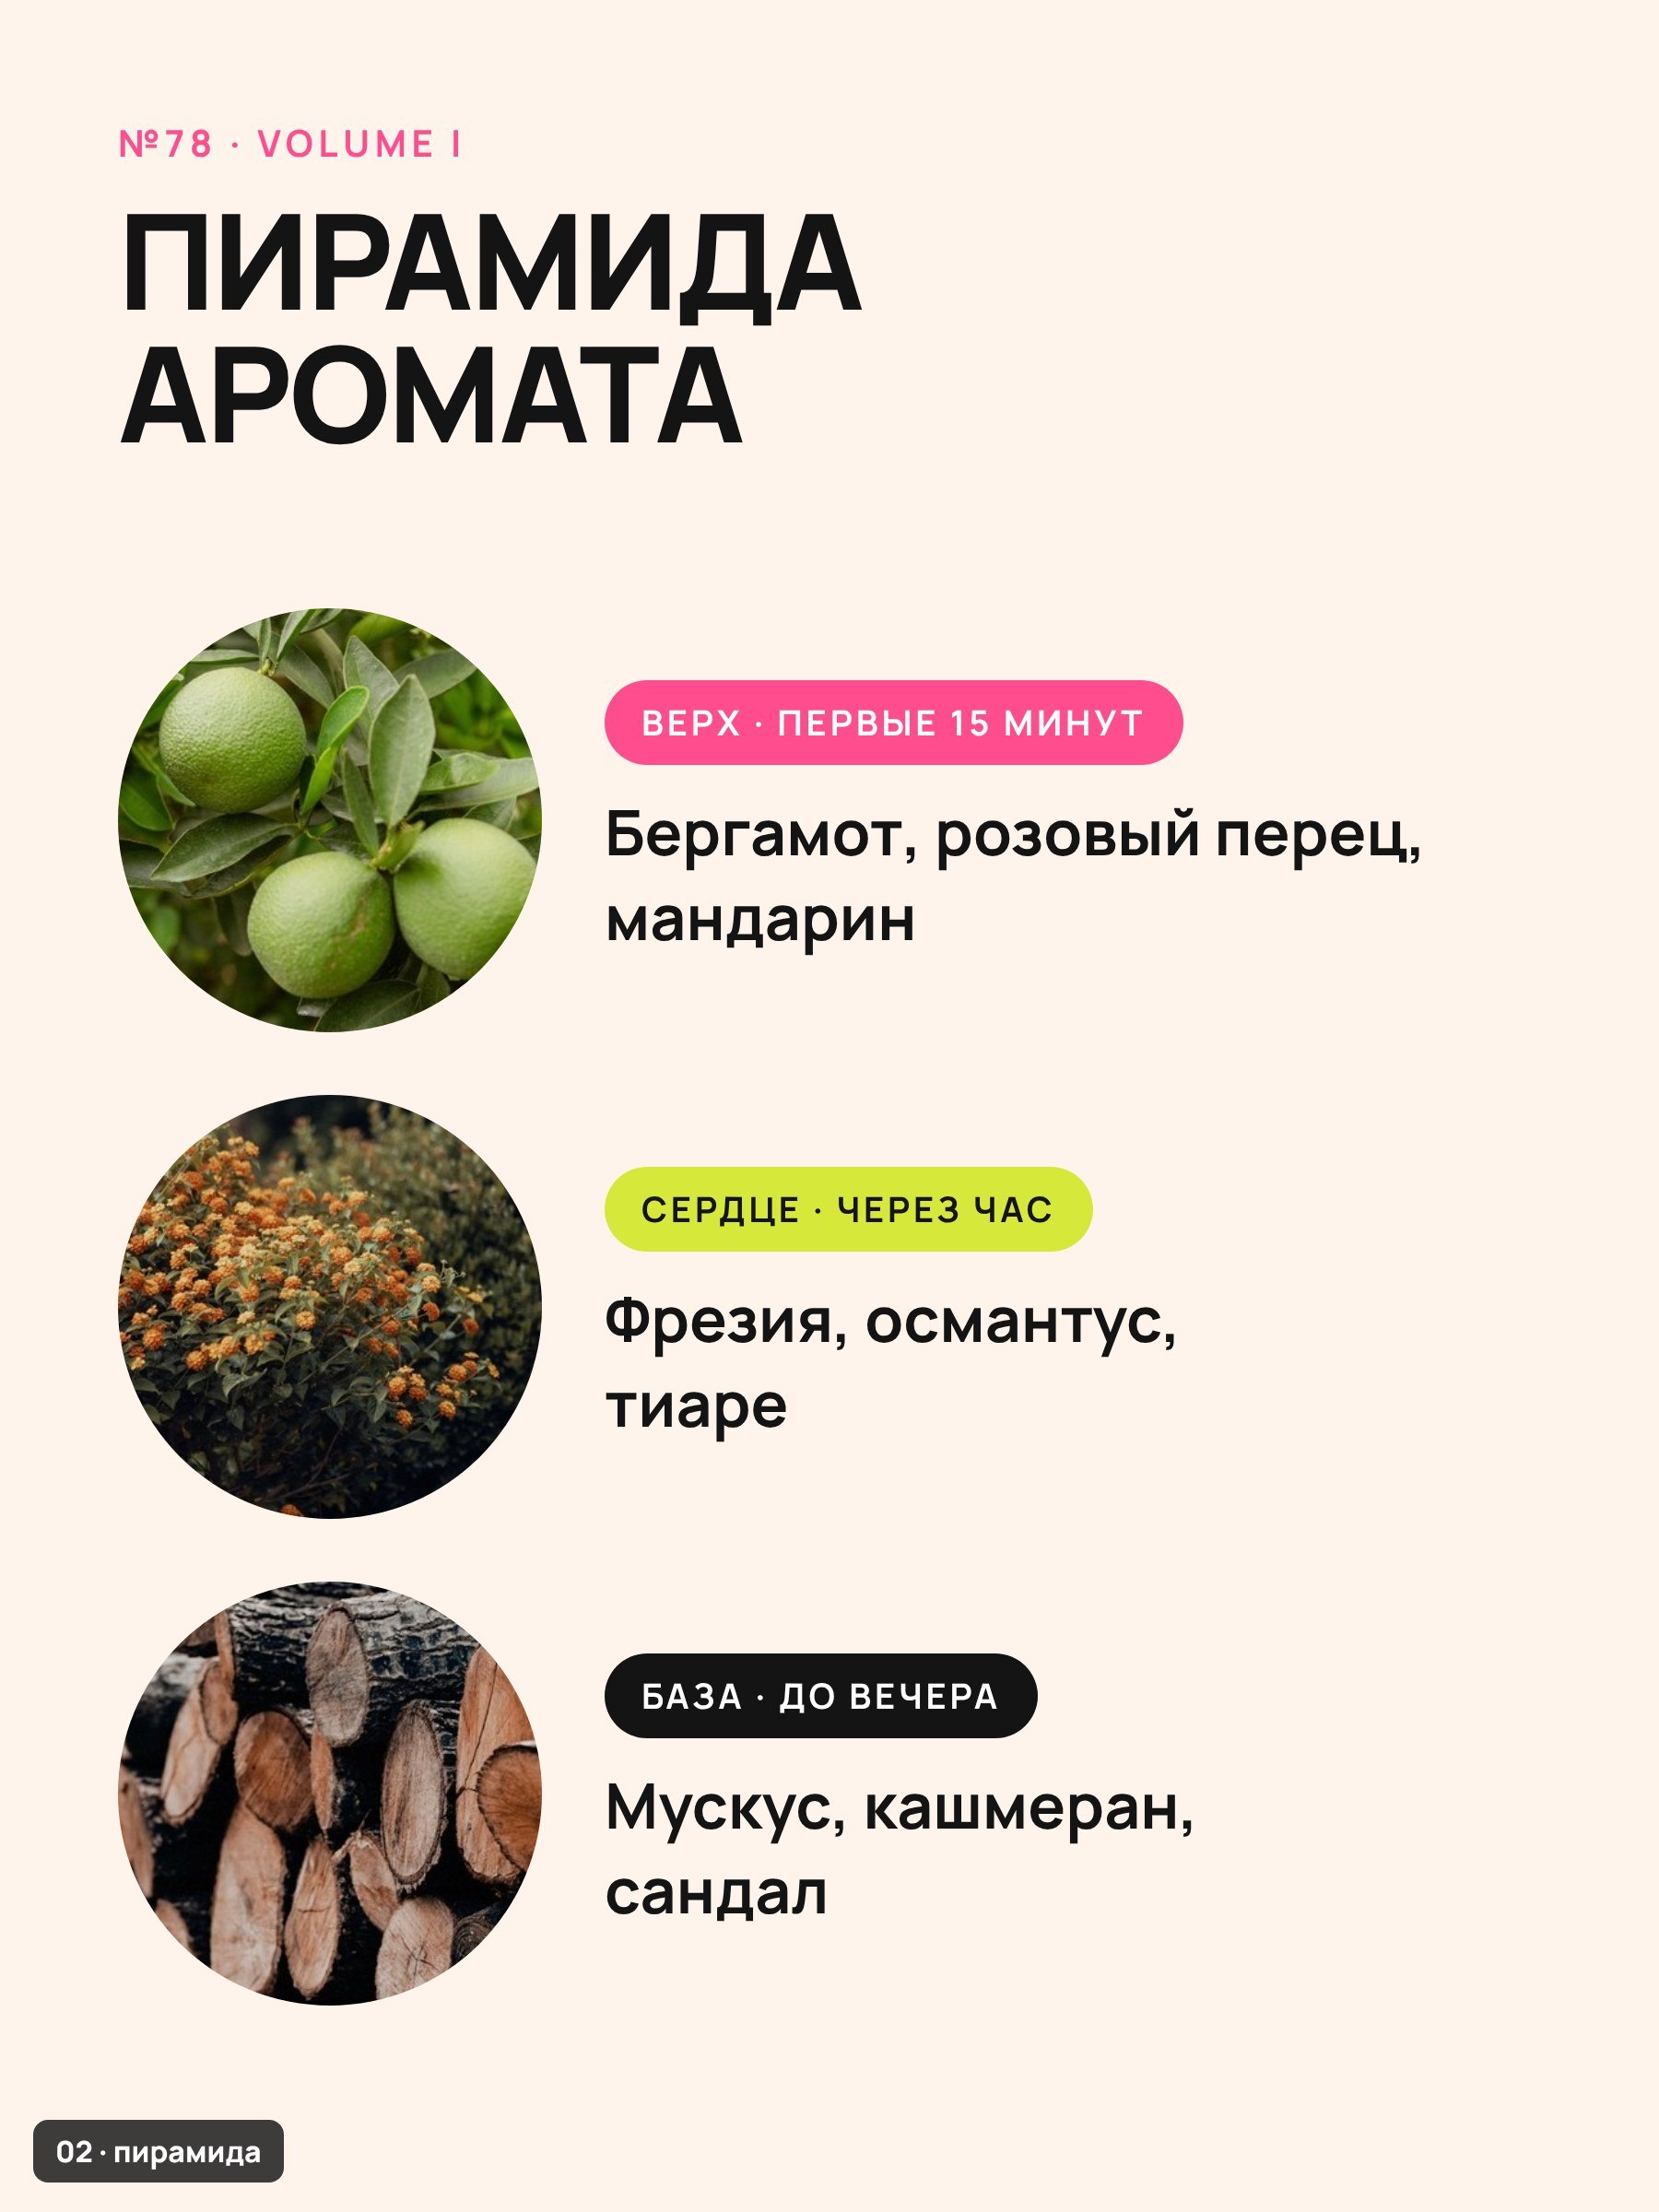 №78 · VOLUME I
ПИРАМИДА
АРОМАТА
ВЕРХ · ПЕРВЫЕ 15 МИНУТ
Бергамот, розовый перец,
мандарин
СЕРДЦЕ · ЧЕРЕЗ ЧАС
Фрезия, османтус,
тиаре
БАЗА · ДО ВЕЧЕРА
Мускус, кашмеран,
сандал
02 · пирамида